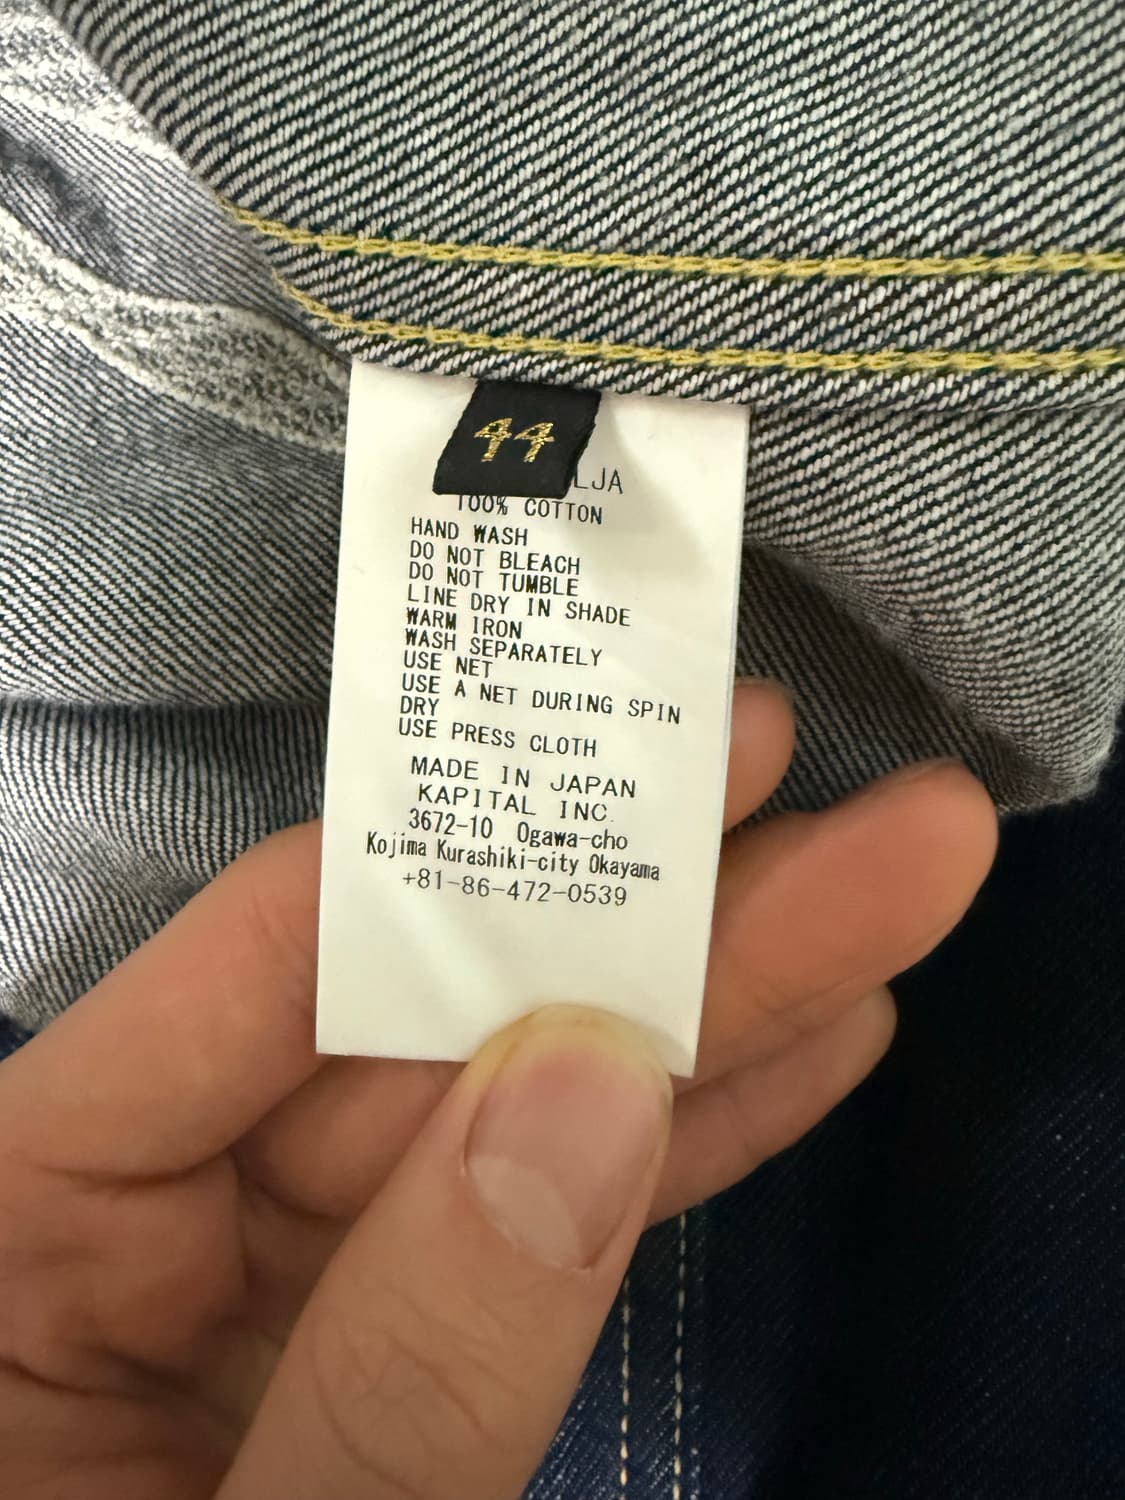 44
LJA
100% COTTON
HAND WASH
DO NOT BLEACH
DO NOT TUMBLE
LINE DRY IN SHADE
WARM IRON
WASH SEPARATELY
USE NET
USE A NET DURING SPIN
DRY
USE PRESS CLOTH
MADE IN JAPAN
KAPITAL INC.
3672-10 Ogawa-cho
Kojima Kurashiki-city Okayama
+81-86-472-0539